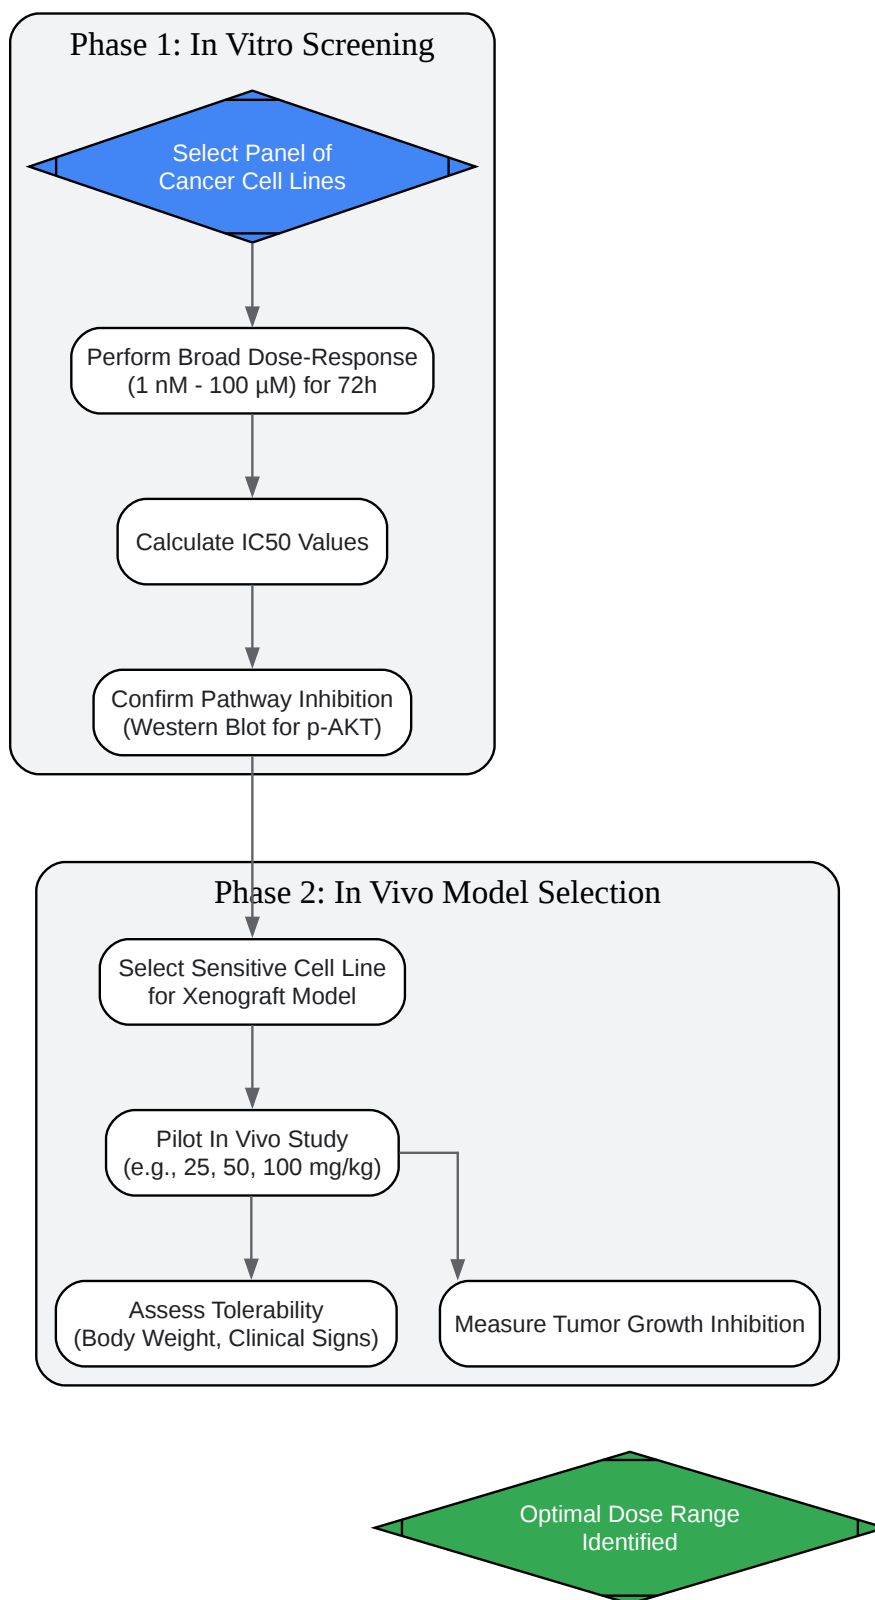 Phase 1: In Vitro Screening
Select Panel of
Cancer Cell Lines
Perform Broad Dose-Response
(1 nM - 100 µM) for 72h
Calculate IC50 Values
Confirm Pathway Inhibition
(Western Blot for p-AKT)
Phase 2: In Vivo Model Selection
Select Sensitive Cell Line
for Xenograft Model
Pilot In Vivo Study
(e.g., 25, 50, 100 mg/kg)
Assess Tolerability
(Body Weight, Clinical Signs)
Measure Tumor Growth Inhibition
Optimal Dose Range
Identified